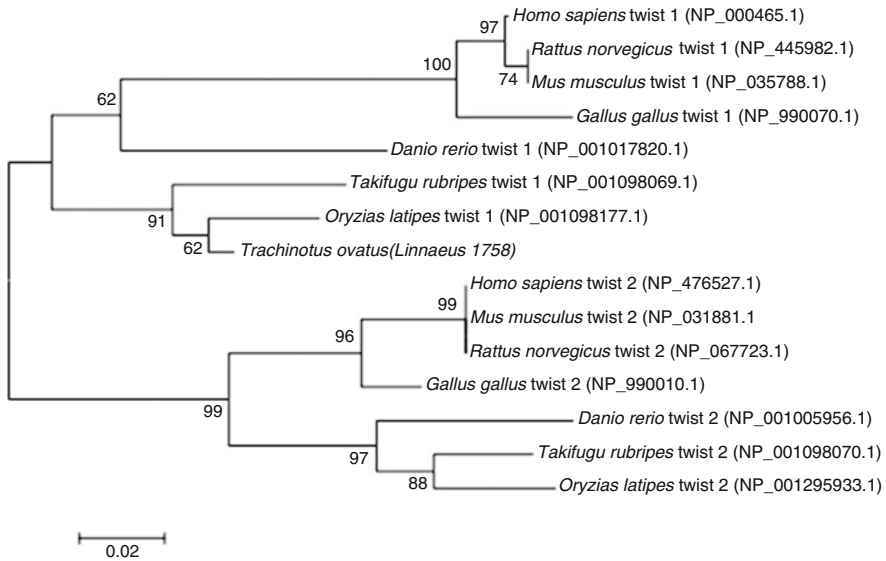 Homo sapiens twist 1 (NP_000465.1)
97
Rattus norvegicus twist 1 (NP_445982.1)
100
74
Mus musculus twist 1 (NP_035788.1)
62
Gallus gallus twist 1 (NP_990070.1)
Danio rerio twist 1 (NP_001017820.1)
Takifugu rubripes twist 1 (NP_001098069.1)
91
Oryzias latipes twist 1 (NP_001098177.1)
62
Trachinotus ovatus(Linnaeus 1758)
Homo sapiens twist 2 (NP_476527.1)
99
Mus musculus twist 2 (NP_031881.1
96
Rattus norvegicus twist 2 (NP_067723.1)
Gallus gallus twist 2 (NP_990010.1)
99
Danio rerio twist 2 (NP_001005956.1)
97
Takifugu rubripes twist 2 (NP_001098070.1)
88
Oryzias latipes twist 2 (NP_001295933.1)
0.02